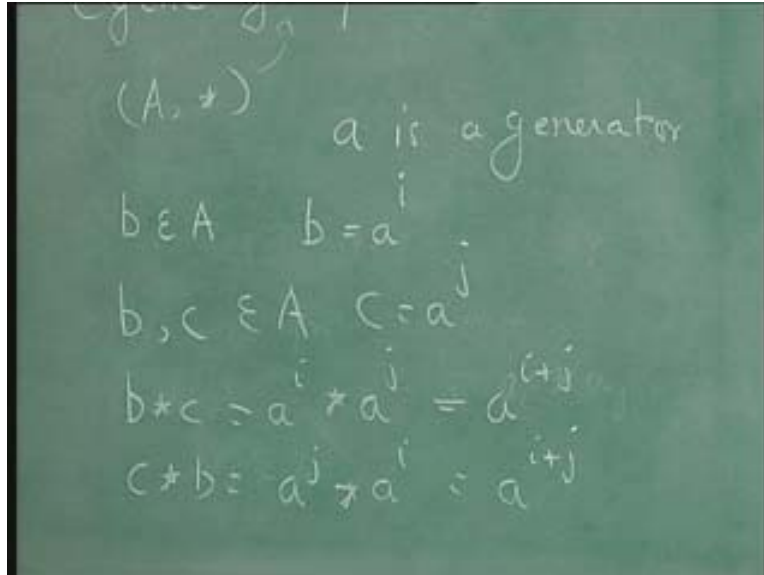 (A, *)
a is a generator
b ε A b = a^i
b, c ε A c = a^j
b * c = a^i * a^j = a^{i+j}
c * b = a^j * a^i = a^{i+j}